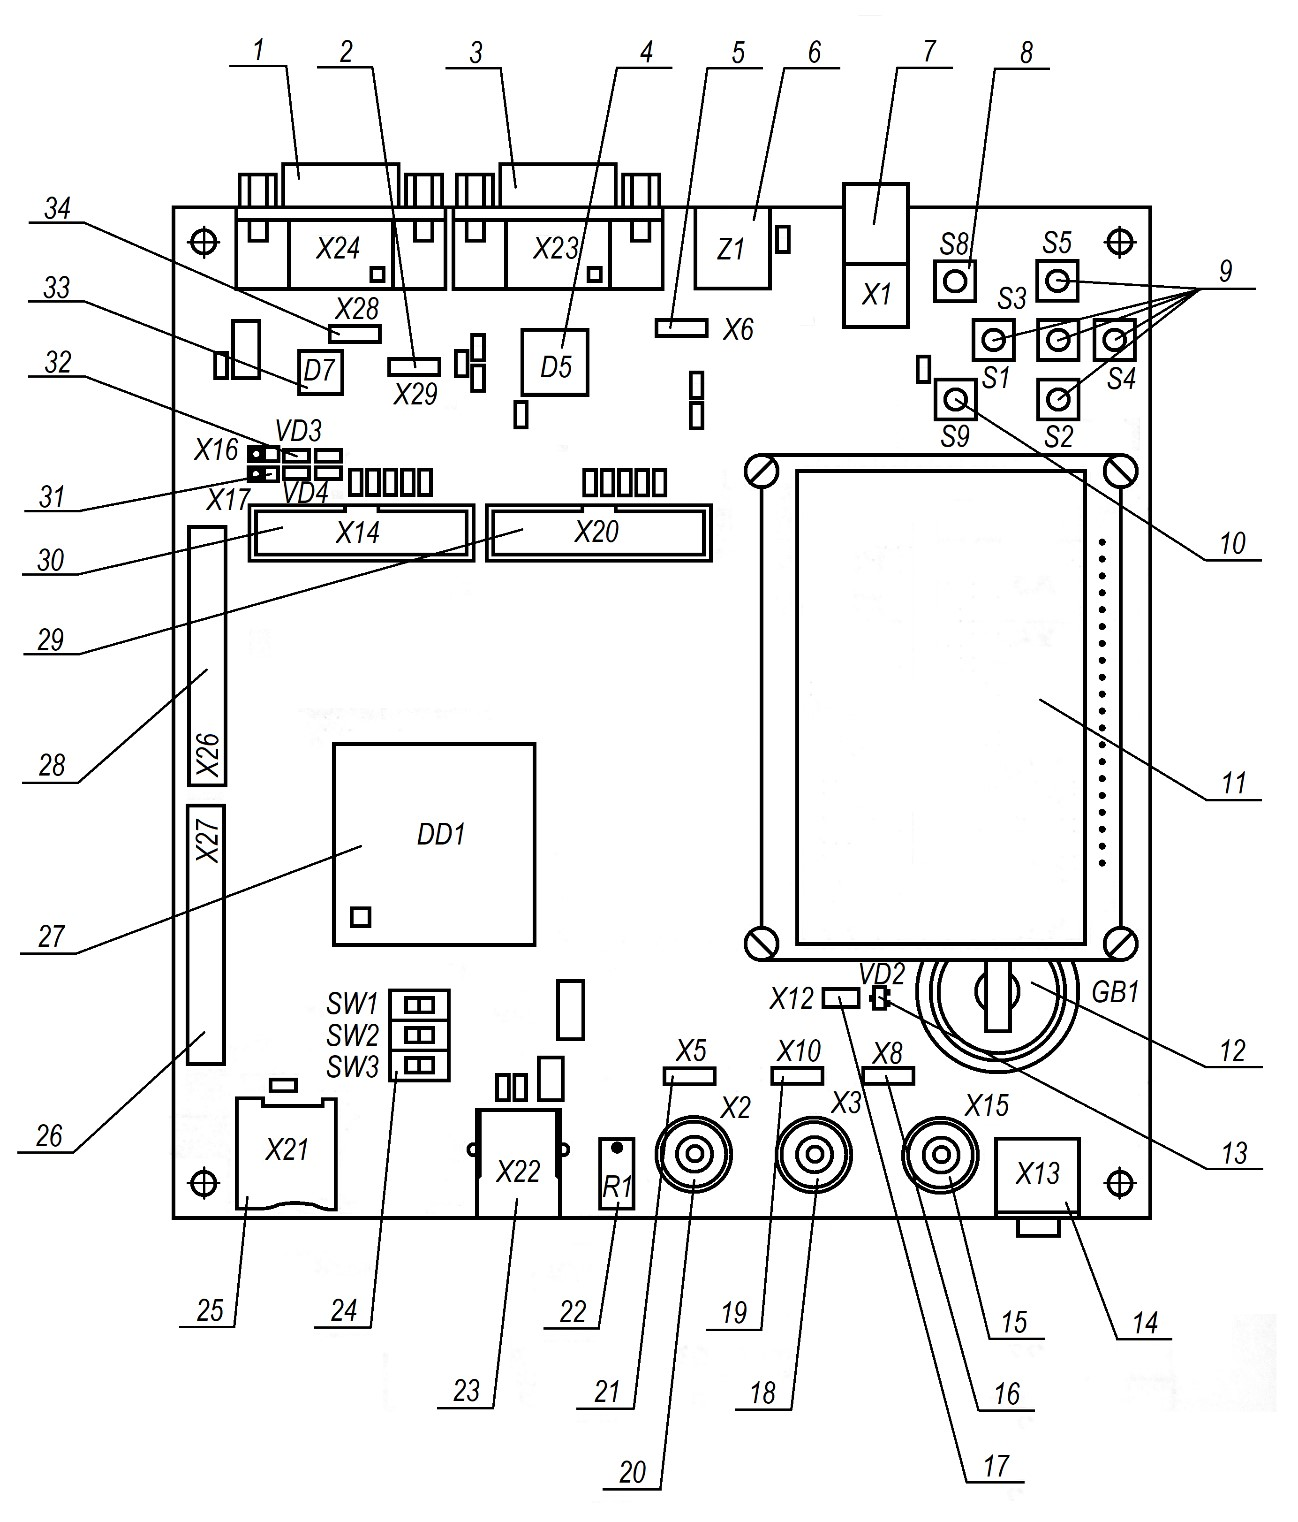 1 2 3 4 5 6 7 8
34 X24 X23 Z1 X1 S8 S5 9
33 X28 X6 S3
32 D7 X29 D5 S1 S4
X16 VD3 S9 S2
31 X17 VD4
30 X14 X20 10
29
28 X26 11
27 X27 DD1
SW1 X12 VD2 GB1
SW2
SW3 X5 X10 X8 12
26 X21 X22 R1 X2 X3 X15 X13 13
25 24 22 19 15 14
23 21 18 16
20 17